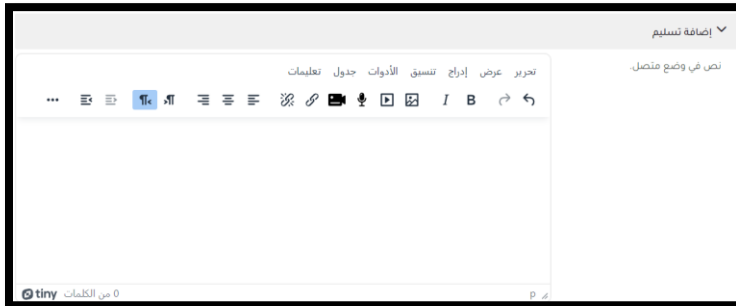 إضافة تسليم
نص في وضع متصل.
تحرير عرض إدراج تنسيق الأدوات جدول تعليمات
B I
p
0 من الكلمات tiny